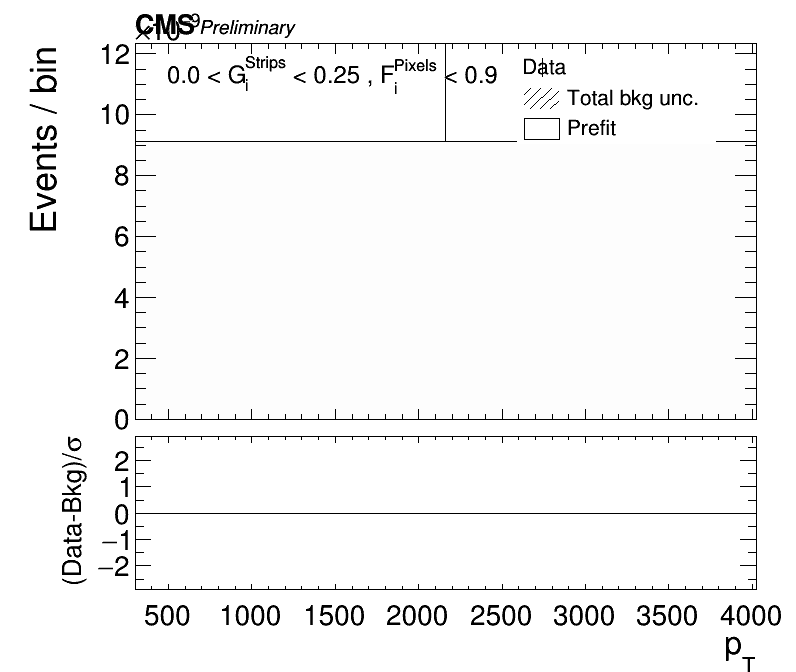 CMS Preliminary
×10⁹
Events / bin
0.0 < G_i^Strips < 0.25 , F_i^Pixels < 0.9
Data
Total bkg unc.
Prefit
12
10
8
6
4
2
0
(Data-Bkg)/σ
2
1
0
−1
−2
500 1000 1500 2000 2500 3000 3500 4000
p_T